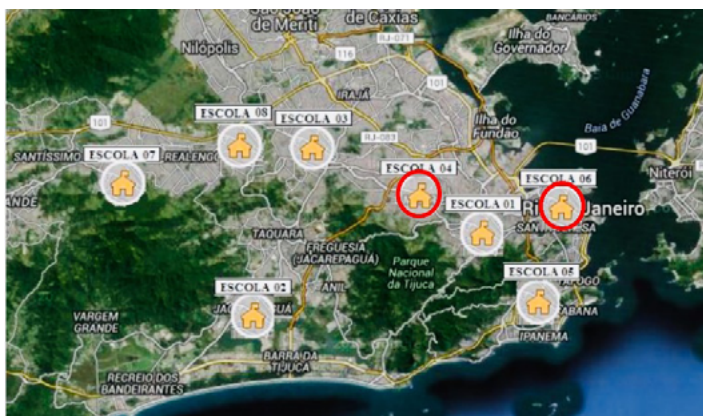 BANCÁRIOS
de Meriti
de Caxias
RJ-071
Ilha do
Governador
Nilópolis
116
101
IRAJÁ
Baía de Guanabara
101
ESCOLA 08
ESCOLA 03
RJ-083
Ilha do
Fundão
101
SANTÍSSIMO
ESCOLA 07
REALENGO
ESCOLA 04
ESCOLA 06
Niterói
ANDE
ESCOLA 01
Janeiro
TAQUARA
FREGUESIA
(JACAREPAGUÁ)
Parque
Nacional
da Tijuca
ESCOLA 02
ANIL
ESCOLA 05
VARGEM
GRANDE
IPANEMA
BARRA DA
TIJUCA
RECREIO DOS
BANDEIRANTES